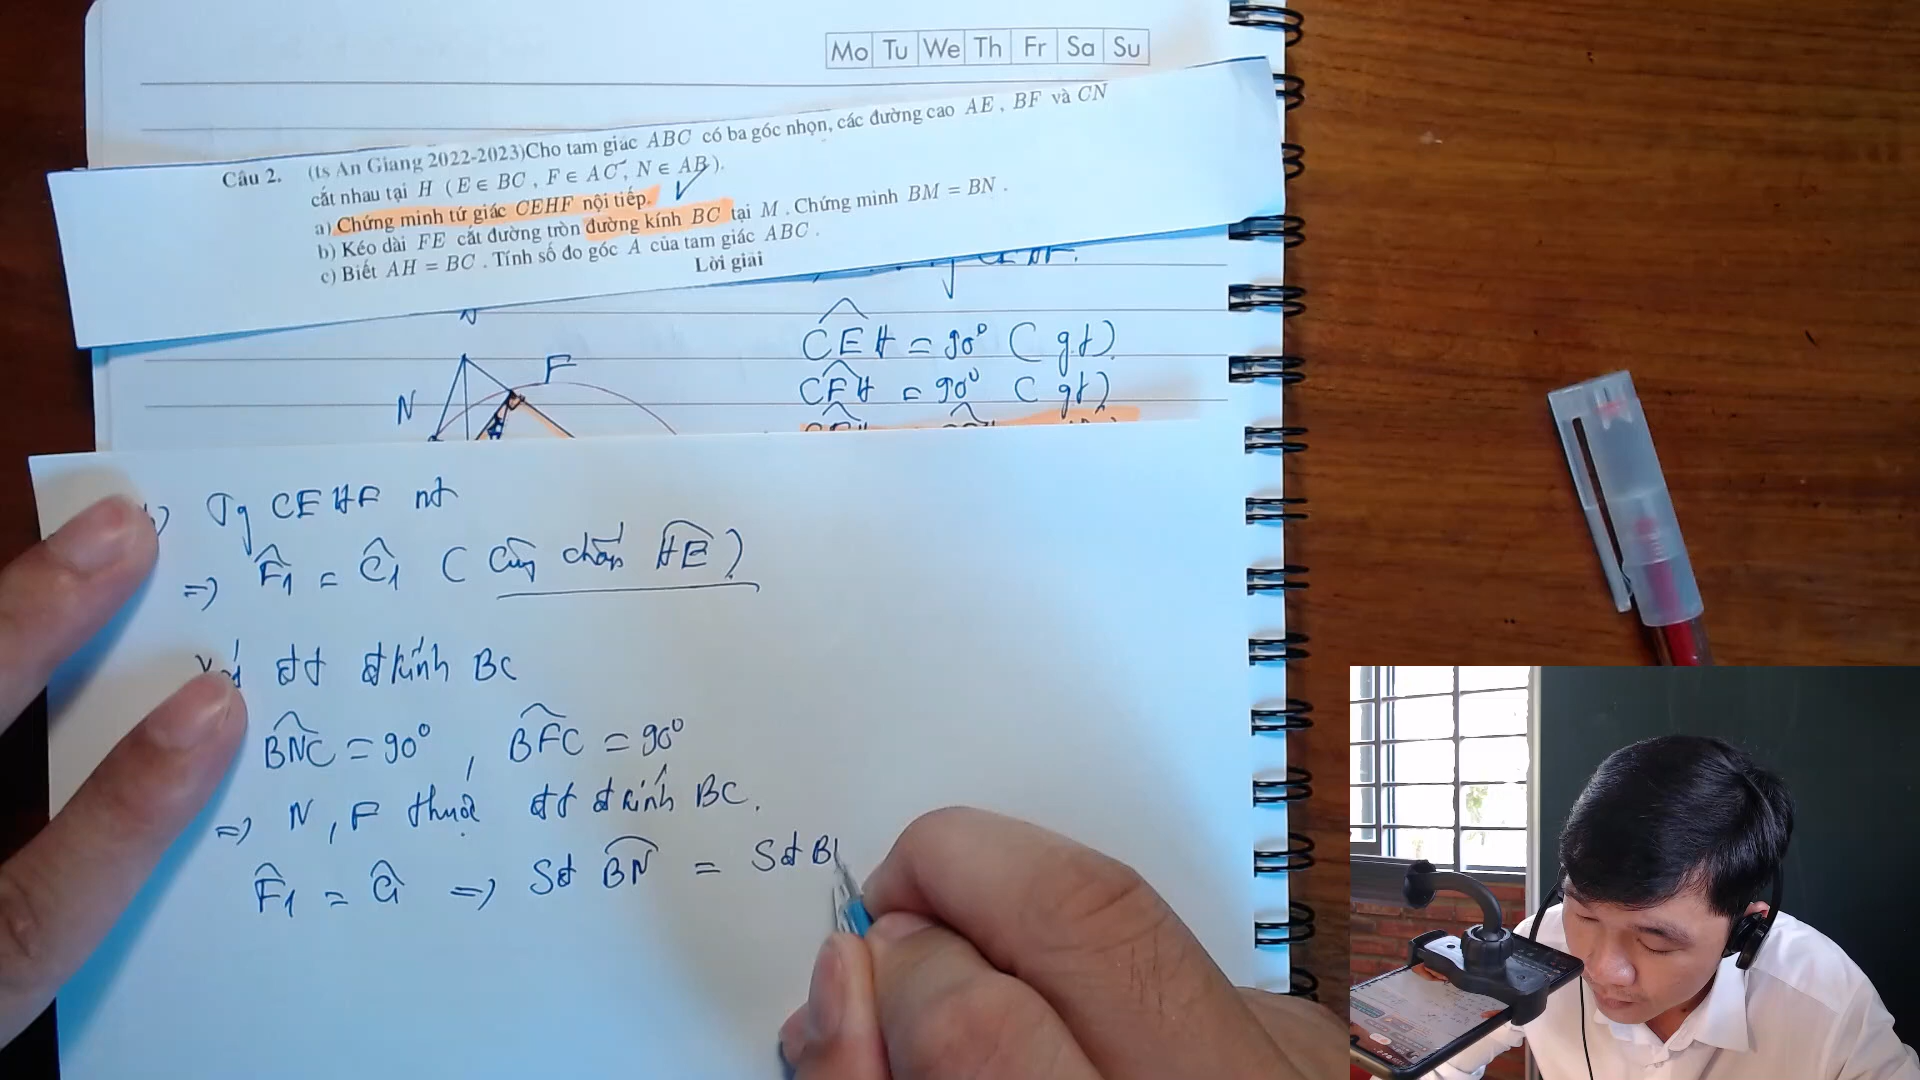 Mo Tu We Th Fr Sa Su
Câu 2. (ts An Giang 2022-2023)Cho tam giác ABC có ba góc nhọn, các đường cao AE , BF và CN
cắt nhau tại H ( E ∈ BC , F ∈ AC , N ∈ AB ).
a) Chứng minh tứ giác CEHF nội tiếp.
b) Kéo dài FE cắt đường tròn đường kính BC tại M . Chứng minh BM = BN .
c) Biết AH = BC . Tính số đo góc A của tam giác ABC .
Lời giải
CEH = 90° ( gt)
CFH = 90° ( gt)
F
N
Tg CEHF nt
=> F̂1 = Ĉ1 ( cùng chắn HE )
đt đkính BC
BNC = 90° , BFC = 90°
=> N , F thuộc đt đkính BC.
F̂1 = Ĉ1 => Sđ BN = Sđ B